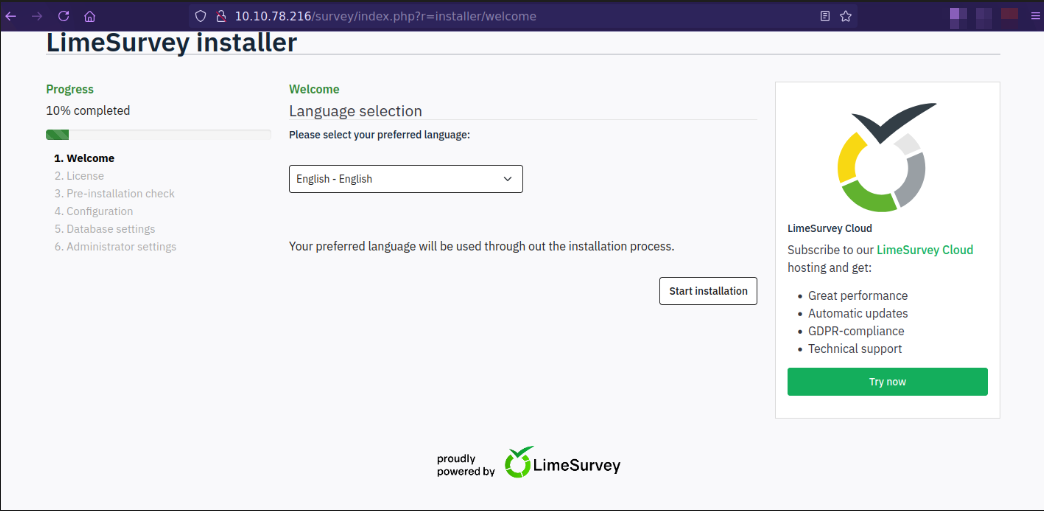 10.10.78.216/survey/index.php?r=installer/welcome
LimeSurvey installer
Progress
10% completed
1. Welcome
2. License
3. Pre-installation check
4. Configuration
5. Database settings
6. Administrator settings
Welcome
Language selection
Please select your preferred language:
English - English
Your preferred language will be used through out the installation process.
Start installation
LimeSurvey Cloud
Subscribe to our LimeSurvey Cloud
hosting and get:
• Great performance
• Automatic updates
• GDPR-compliance
• Technical support
Try now
proudly
powered by
LimeSurvey